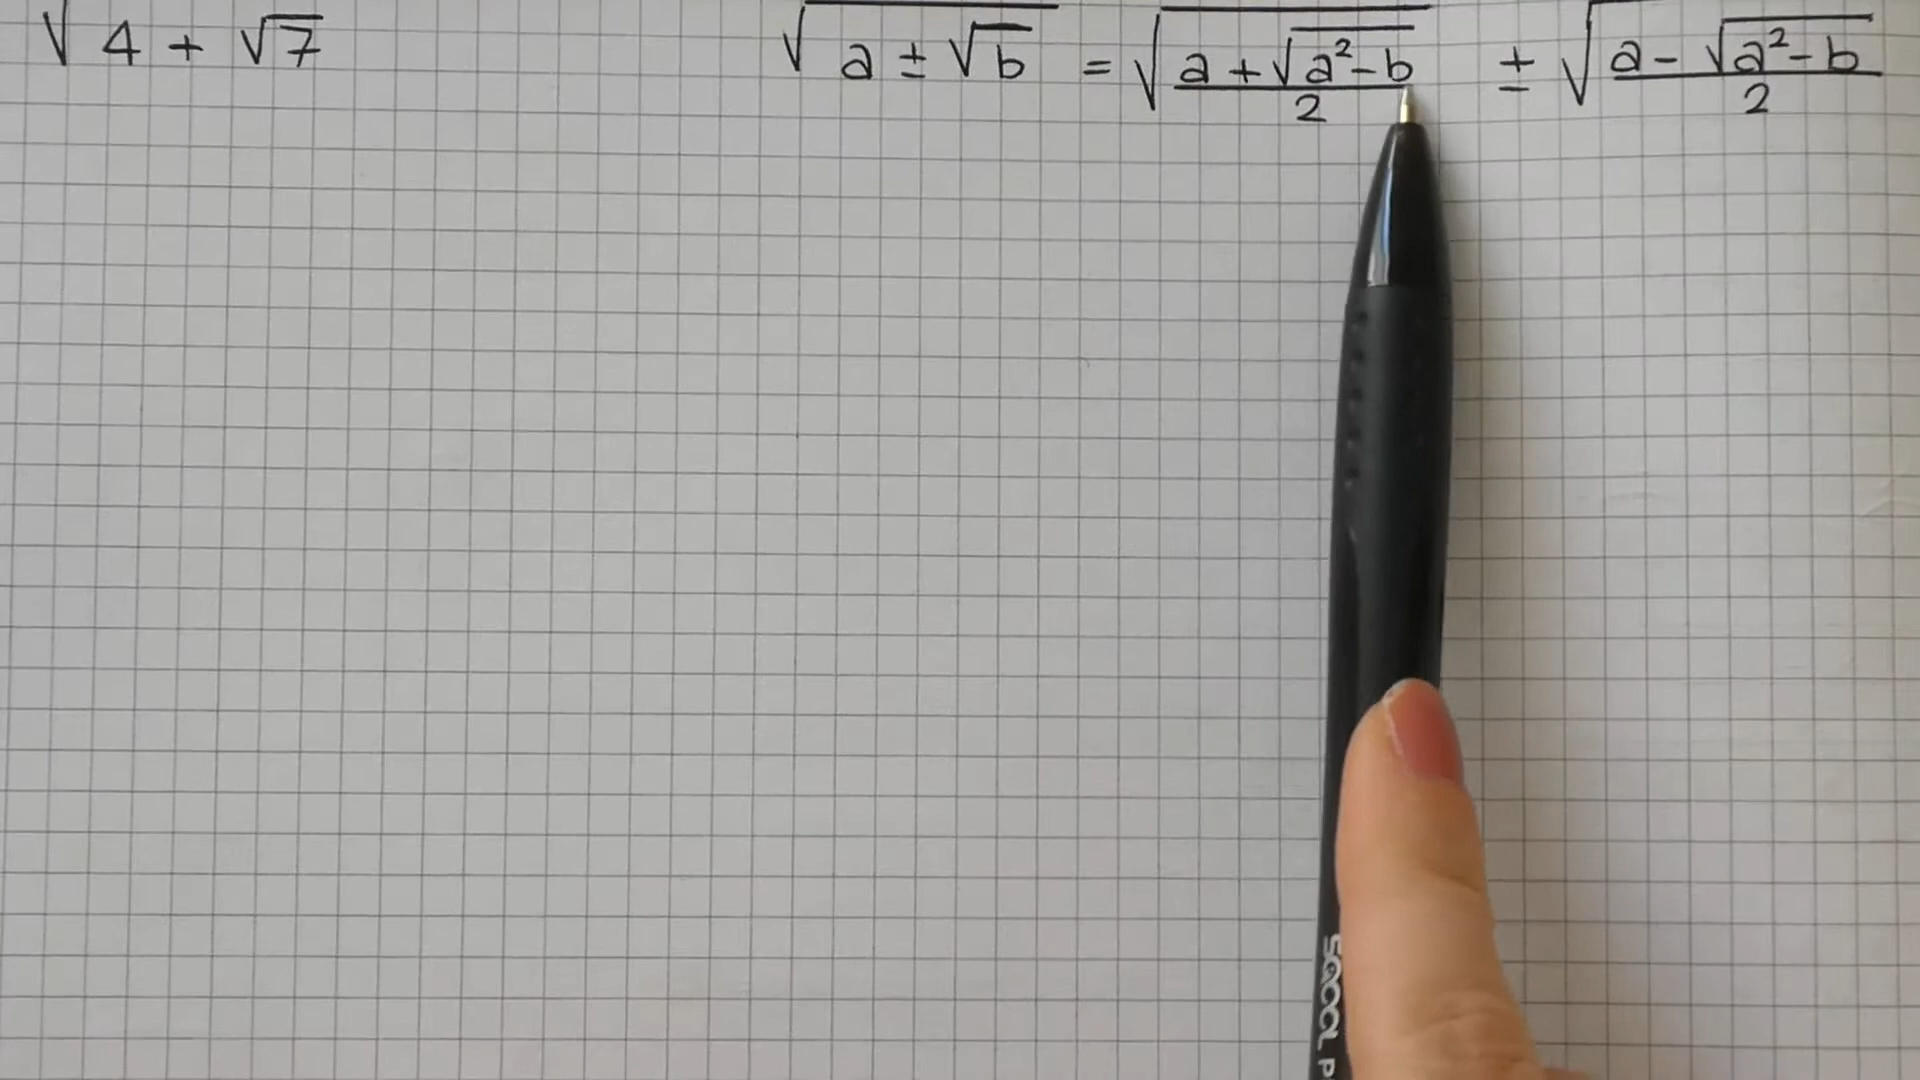 √4 + √7
√(a ± √b) = √((a + √(a² - b))/2) ± √((a - √(a² - b))/2)